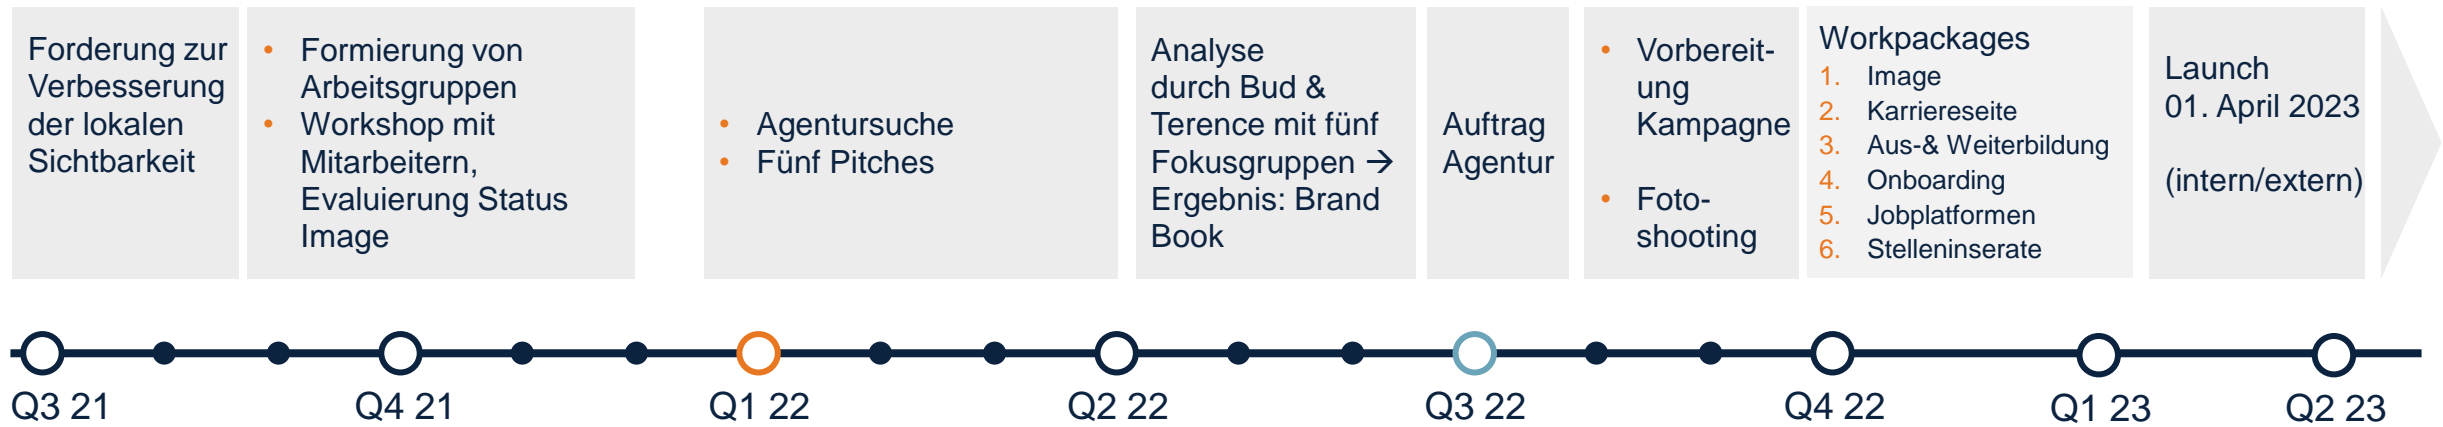 Forderung zur
Verbesserung
der lokalen
Sichtbarkeit
• Formierung von
Arbeitsgruppen
• Workshop mit
Mitarbeitern,
Evaluierung Status
Image
• Agentursuche
• Fünf Pitches
Analyse
durch Bud &
Terence mit fünf
Fokusgruppen →
Ergebnis: Brand
Book
Auftrag
Agentur
• Vorbereit-
ung
Kampagne
• Foto-
shooting
Workpackages
1. Image
2. Karriereseite
3. Aus-& Weiterbildung
4. Onboarding
5. Jobplatformen
6. Stelleninserate
Launch
01. April 2023
(intern/extern)
Q3 21
Q4 21
Q1 22
Q2 22
Q3 22
Q4 22
Q1 23
Q2 23